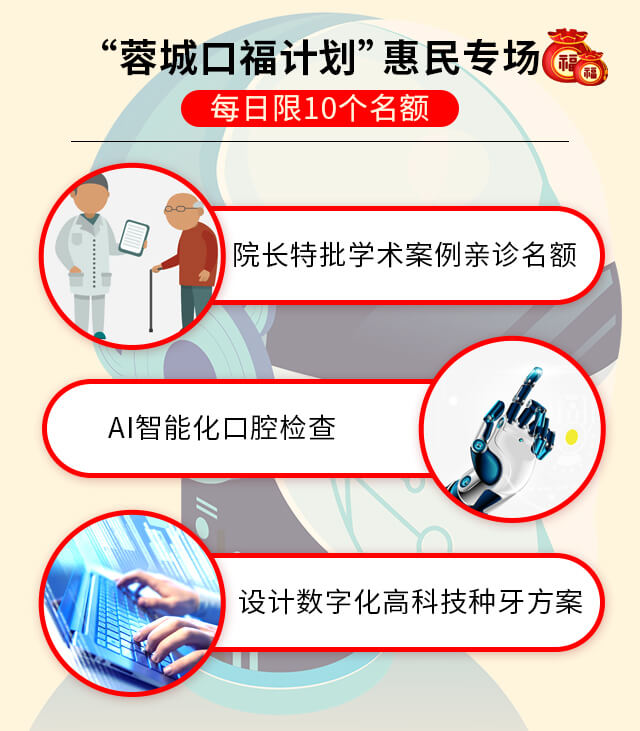 “蓉城口福计划”惠民专场
福
福
每日限10个名额
院长特批学术案例亲诊名额
AI智能化口腔检查
设计数字化高科技种牙方案